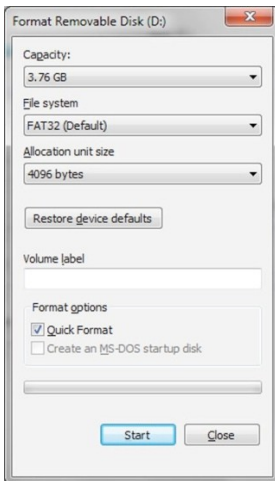 Format Removable Disk (D:)
Capacity:
3.76 GB
File system
FAT32 (Default)
Allocation unit size
4096 bytes
Restore device defaults
Volume label
Format options
Quick Format
Create an MS-DOS startup disk
Start
Close